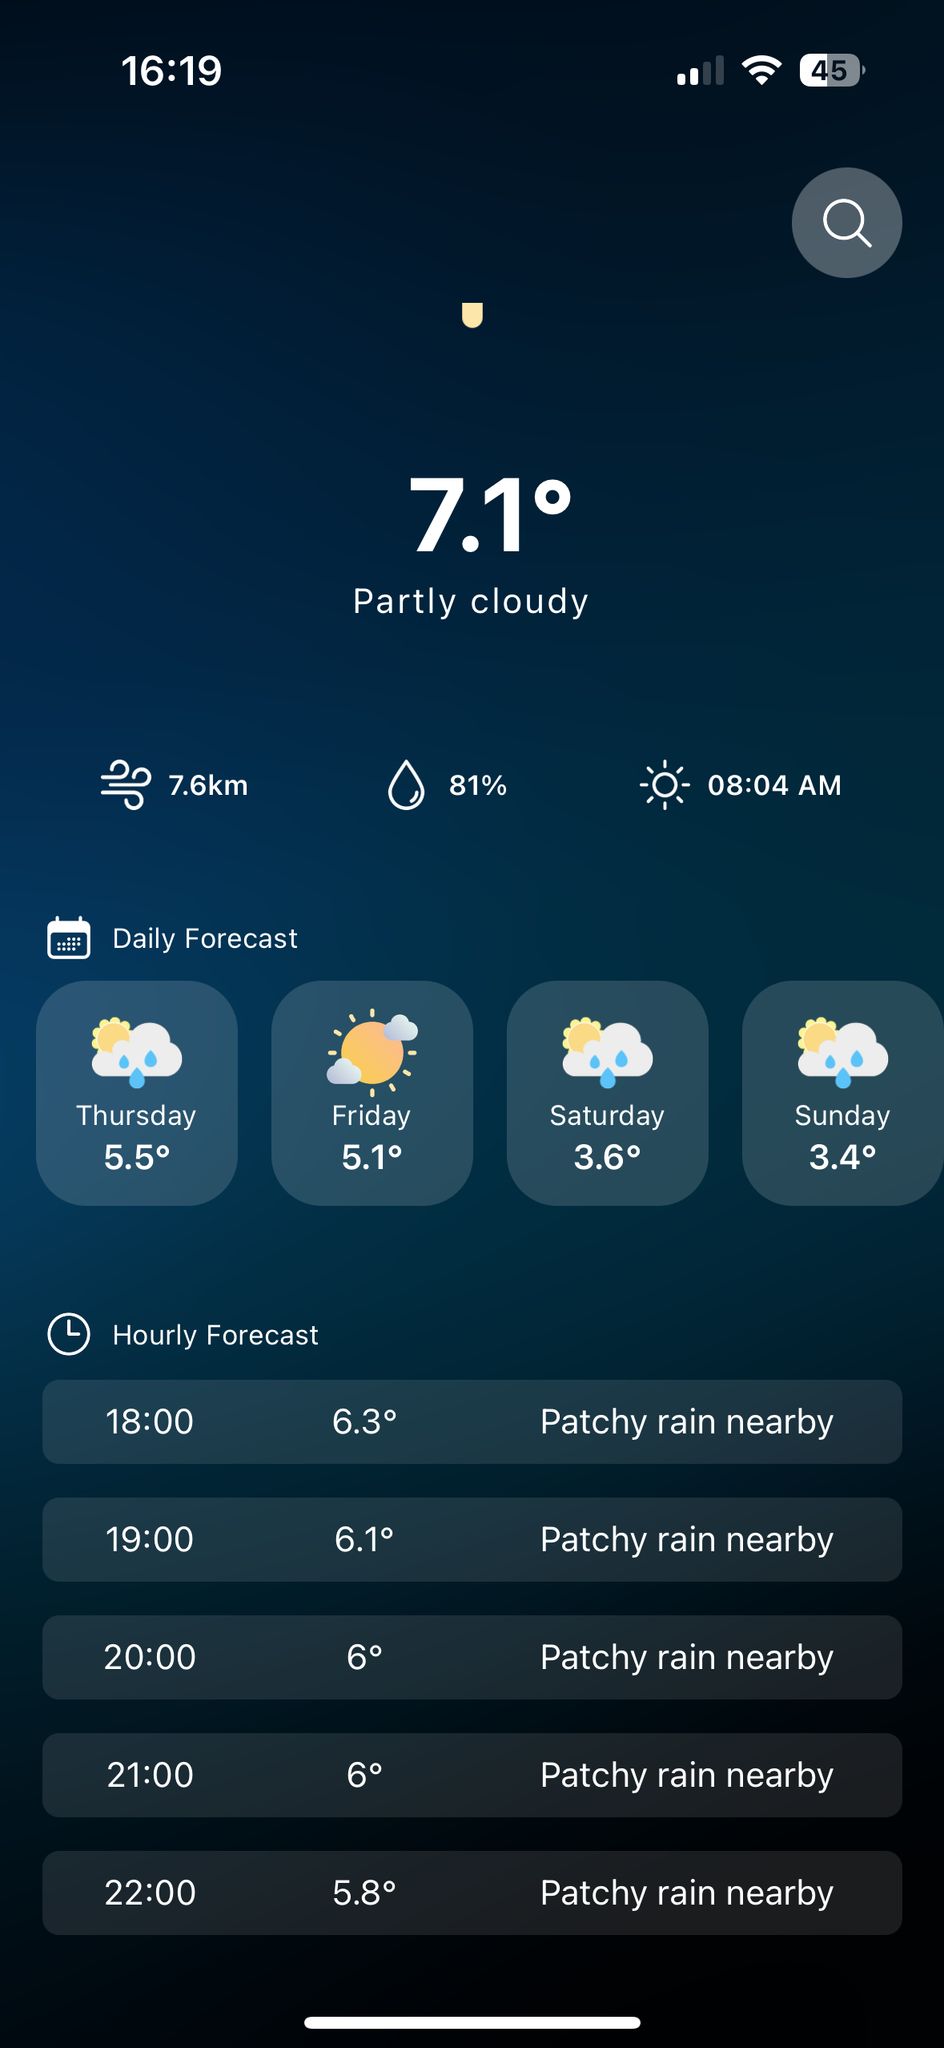 16:19 45
7.1°
Partly cloudy
7.6km 81% 08:04 AM
Daily Forecast
Thursday Friday Saturday Sunday
5.5° 5.1° 3.6° 3.4°
Hourly Forecast
18:00 6.3° Patchy rain nearby
19:00 6.1° Patchy rain nearby
20:00 6° Patchy rain nearby
21:00 6° Patchy rain nearby
22:00 5.8° Patchy rain nearby